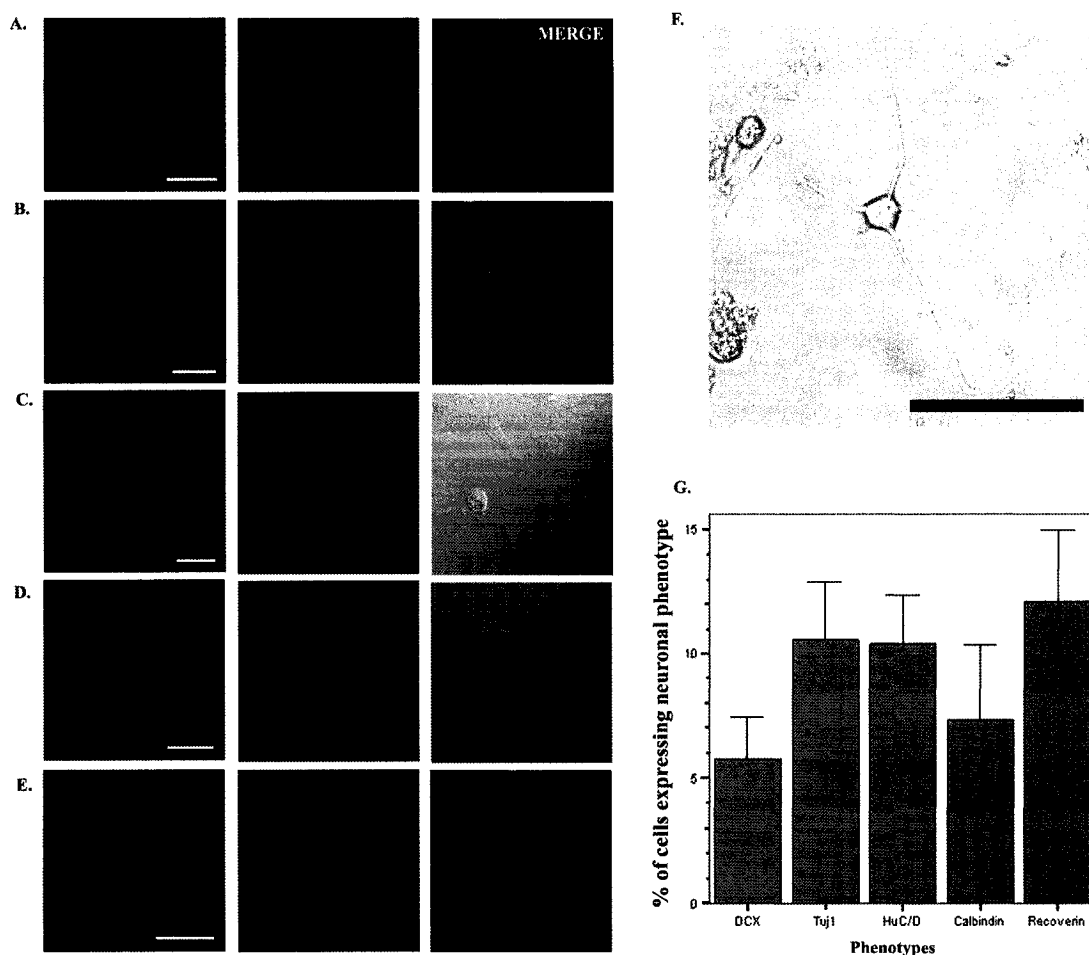 A.
MERGE
B.
C.
D.
E.
F.
G.
% of cells expressing neuronal phenotype
15
10
5
0
DCX
Tuj1
HuC/D
Calbindin
Recoverin
Phenotypes